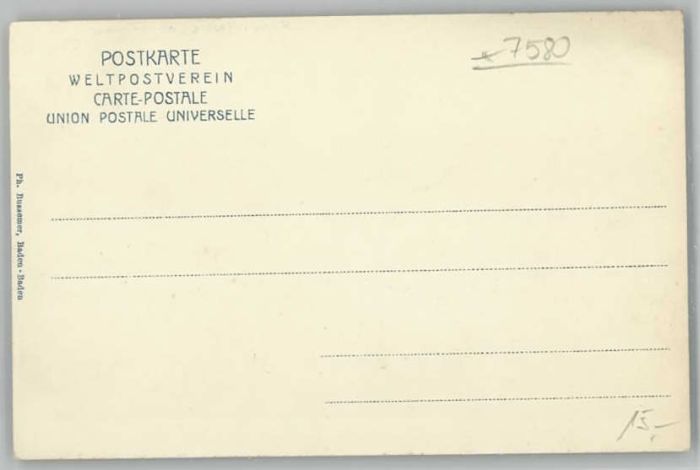 POSTKARTE
WELTPOSTVEREIN
CARTE-POSTALE
UNION POSTALE UNIVERSELLE
* 7580
Ph. Bussemer, Baden-Baden
15,-